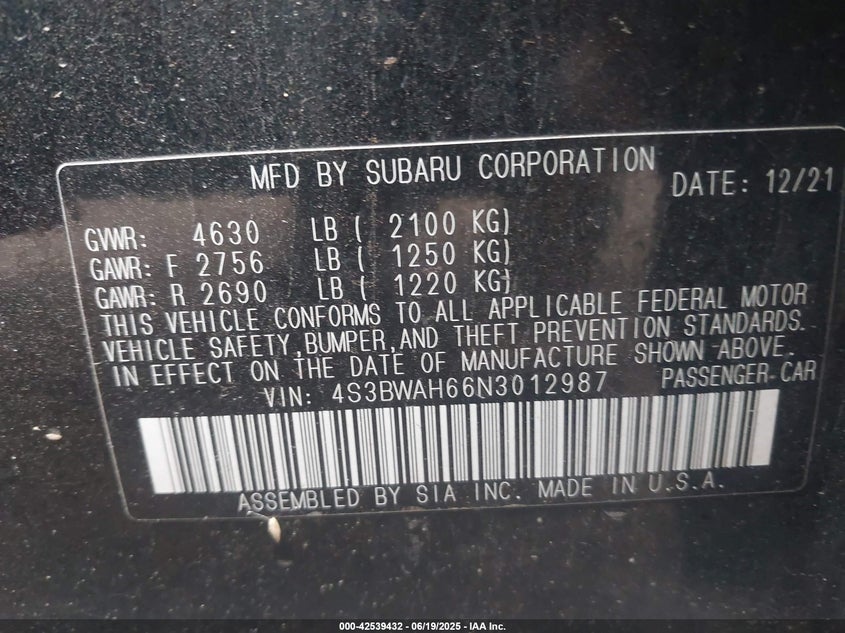 MFD BY SUBARU CORPORATION DATE: 12/21
GVWR: 4630 LB ( 2100 KG)
GAWR: F 2756 LB ( 1250 KG)
GAWR: R 2690 LB ( 1220 KG)
THIS VEHICLE CONFORMS TO ALL APPLICABLE FEDERAL MOTOR
VEHICLE SAFETY,BUMPER,AND THEFT PREVENTION STANDARDS.
IN EFFECT ON THE DATE OF MANUFACTURE SHOWN ABOVE.
VIN: 4S3BWAH66N3012987 PASSENGER-CAR
ASSEMBLED BY SIA INC. MADE IN U.S.A.
000-42539432 - 06/19/2025 - IAA Inc.